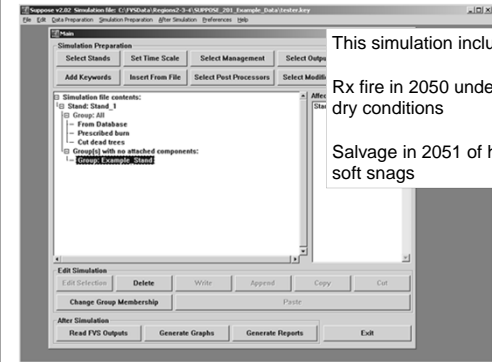 Suppose v2.02 Simulation file: C:\FVSData\Regions2-3-4\SUPPOSE_201_Example_Data\tester.key
File Edit Data Preparation Simulation Preparation After Simulation Preferences Help
Main
Simulation Preparation
Select Stands Set Time Scale Select Management Select Outpu
Add Keywords Insert From File Select Post Processors Select Modifi
Simulation file contents:
Stand: Stand_1
Group: All
From Database
Prescribed burn
Cut dead trees
Group(s) with no attached components:
Group: Example_Stand
Affec
Stan
This simulation inclu
Rx fire in 2050 unde
dry conditions
Salvage in 2051 of h
soft snags
Edit Simulation
Edit Selection Delete Write Append Copy Cut
Change Group Membership Paste
After Simulation
Read FVS Outputs Generate Graphs Generate Reports Exit